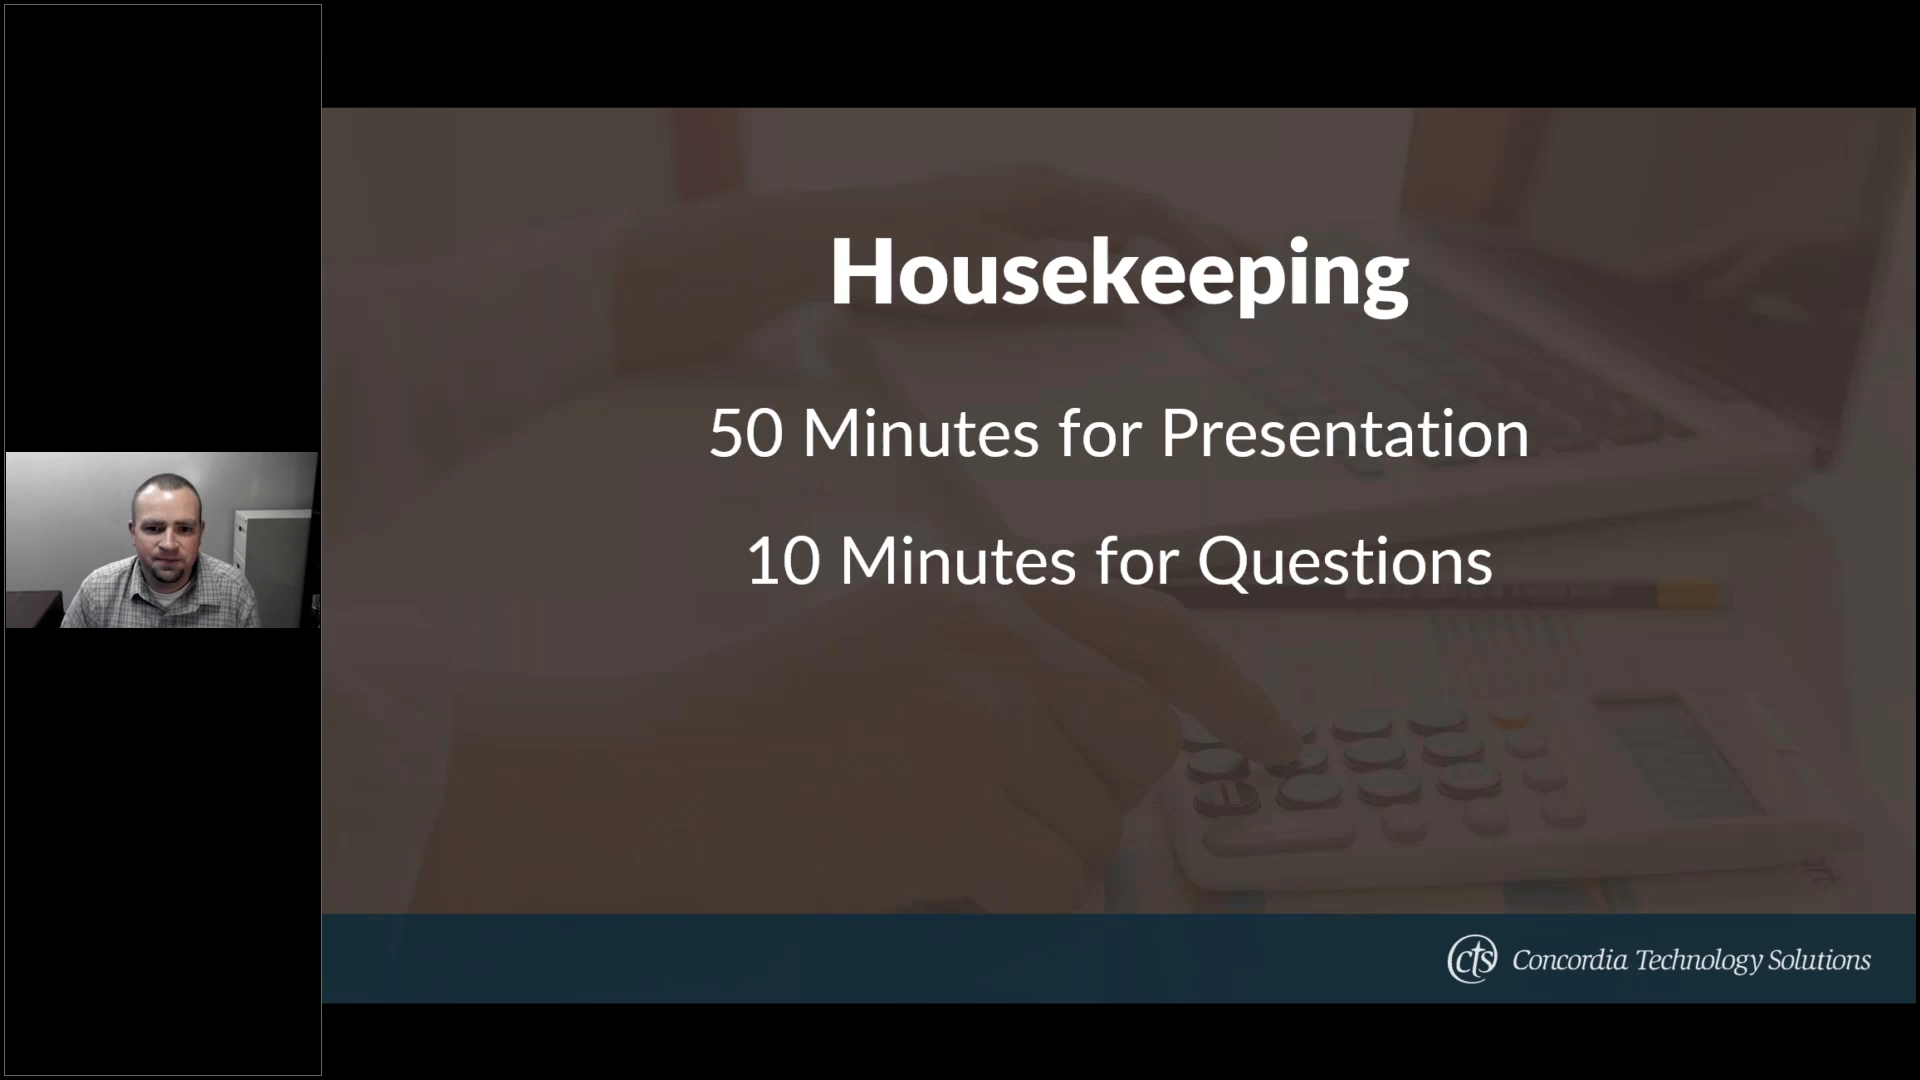 Housekeeping
50 Minutes for Presentation
10 Minutes for Questions
cts Concordia Technology Solutions